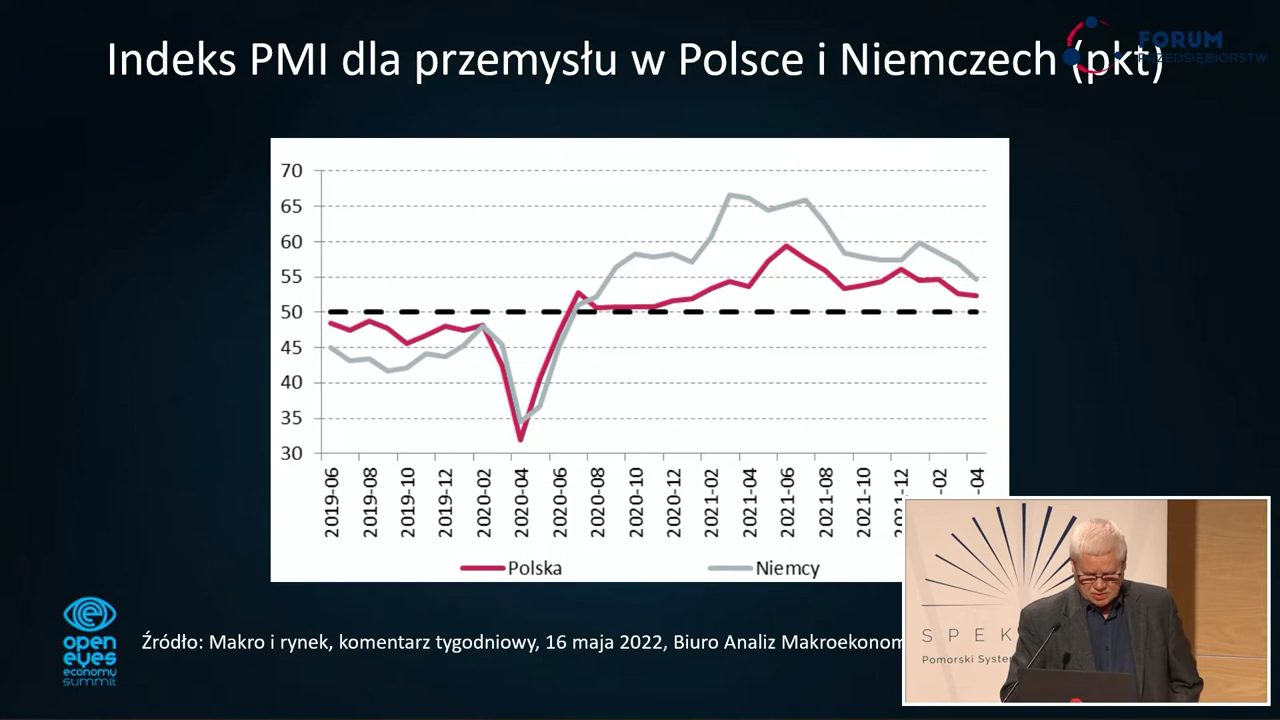 Indeks PMI dla przemysłu w Polsce i Niemczech (pkt)
FORUM
PRZEDSIĘBIORSTW
70
65
60
55
50
45
40
35
30
2019-06
2019-08
2019-10
2019-12
2020-02
2020-04
2020-06
2020-08
2020-10
2020-12
2021-02
2021-04
2021-06
2021-08
2021-10
2021-12
-02
-04
Polska
Niemcy
open
eyes
economy
summit
Źródło: Makro i rynek, komentarz tygodniowy, 16 maja 2022, Biuro Analiz Makroekonom
SPEK
Pomorski System